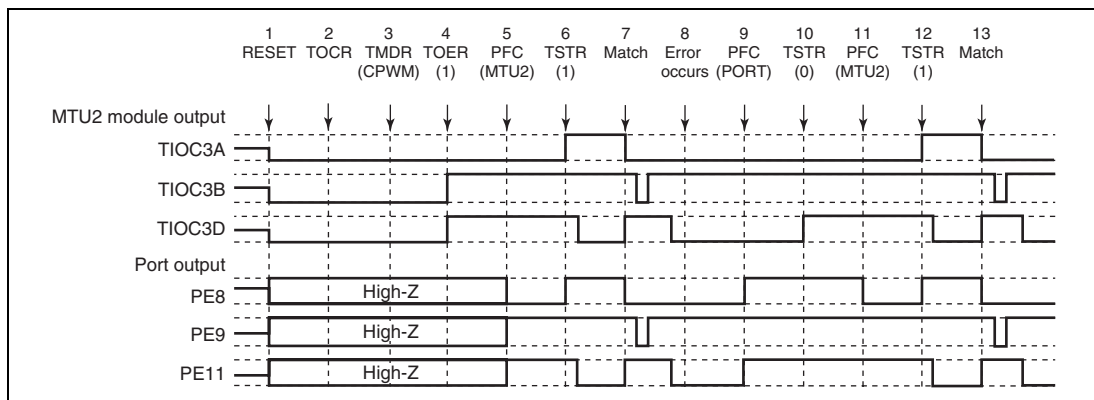 1 2 3 4 5 6 7 8 9 10 11 12 13
RESET TOCR TMDR TOER PFC TSTR Match Error PFC TSTR PFC TSTR Match
(CPWM) (1) (MTU2) (1) occurs (PORT) (0) (MTU2) (1)
MTU2 module output
TIOC3A
TIOC3B
TIOC3D
Port output
PE8 High-Z
PE9 High-Z
PE11 High-Z